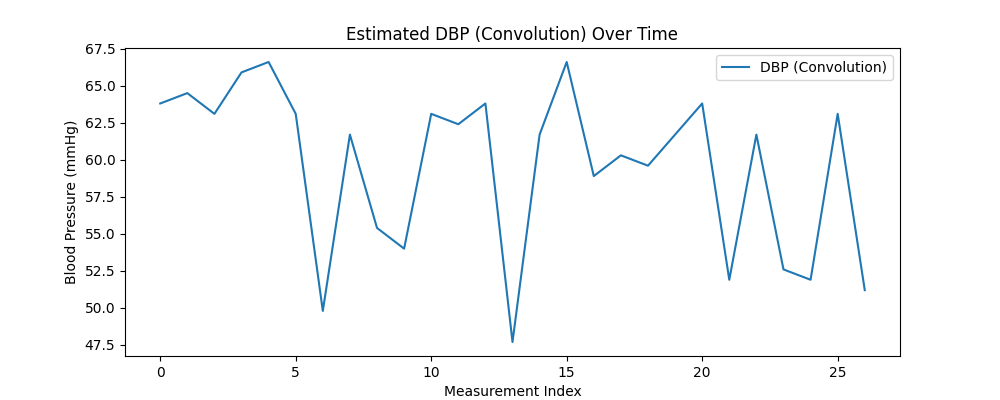 Estimated DBP (Convolution) Over Time
DBP (Convolution)
67.5
65.0
62.5
60.0
57.5
55.0
52.5
50.0
47.5
Blood Pressure (mmHg)
0 5 10 15 20 25
Measurement Index